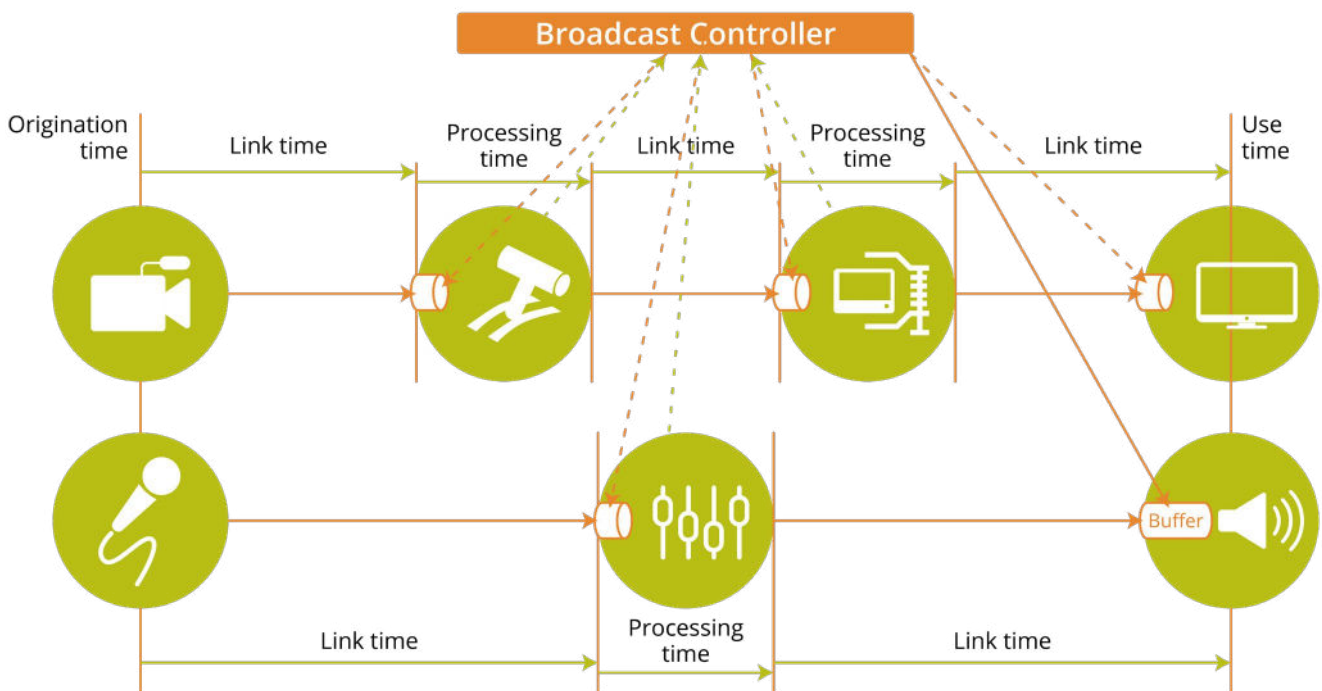 Broadcast Controller
Origination
time
Link time
Processing
time
Link time
Processing
time
Link time
Use
time
Buffer
Link time
Processing
time
Link time